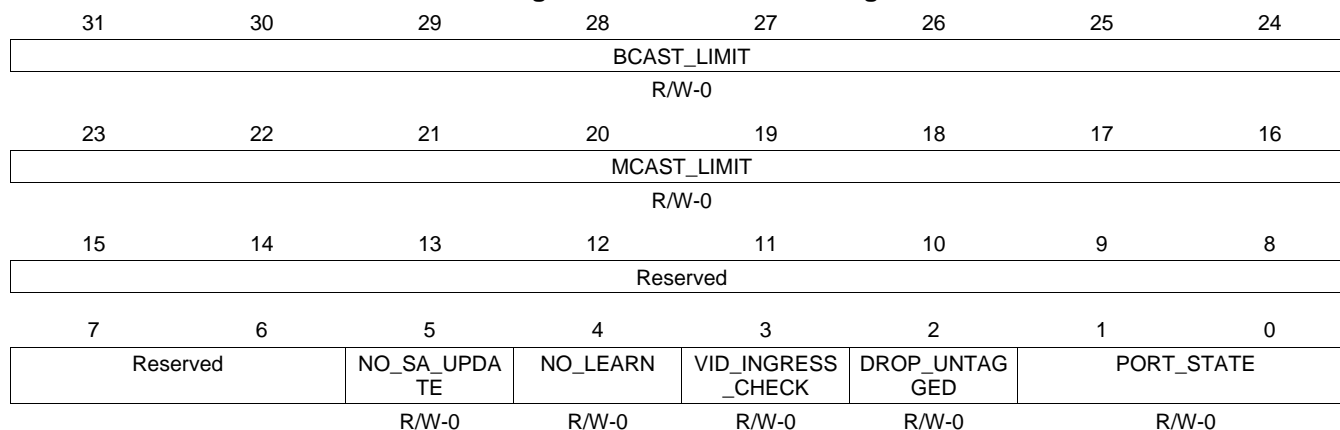 31 30 29 28 27 26 25 24
BCAST_LIMIT
R/W-0
23 22 21 20 19 18 17 16
MCAST_LIMIT
R/W-0
15 14 13 12 11 10 9 8
Reserved
7 6 5 4 3 2 1 0
Reserved NO_SA_UPDA NO_LEARN VID_INGRESS DROP_UNTAG PORT_STATE
TE _CHECK GED
R/W-0 R/W-0 R/W-0 R/W-0 R/W-0